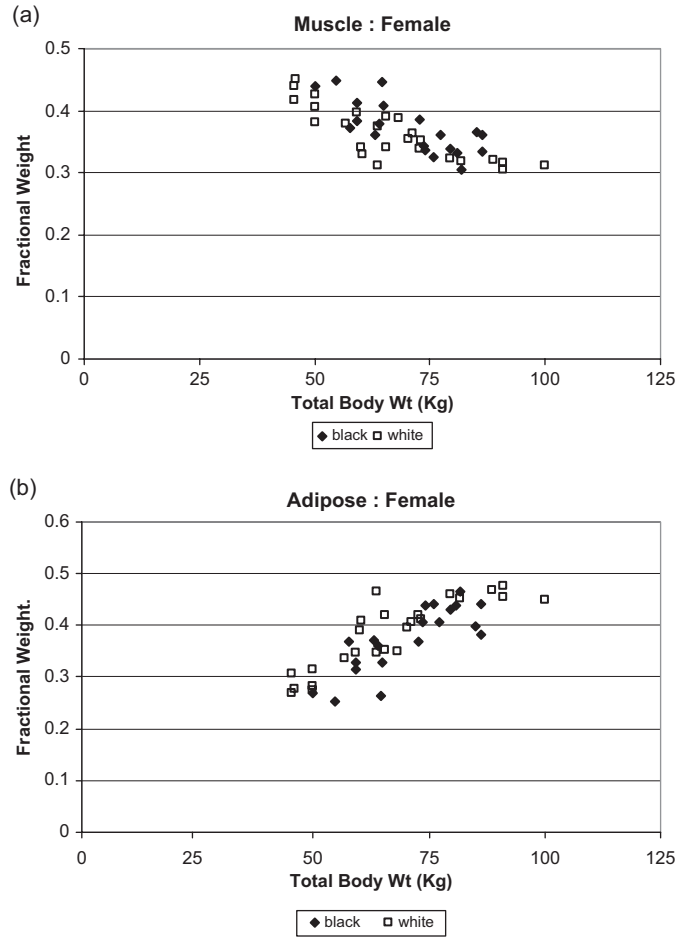 (a)
Muscle : Female
0.5
0.4
0.3
0.2
0.1
0
Fractional Weight
0 25 50 75 100 125
Total Body Wt (Kg)
black white
(b)
Adipose : Female
0.6
0.5
0.4
0.3
0.2
0.1
0
Fractional Weight.
0 25 50 75 100 125
Total Body Wt (Kg)
black white